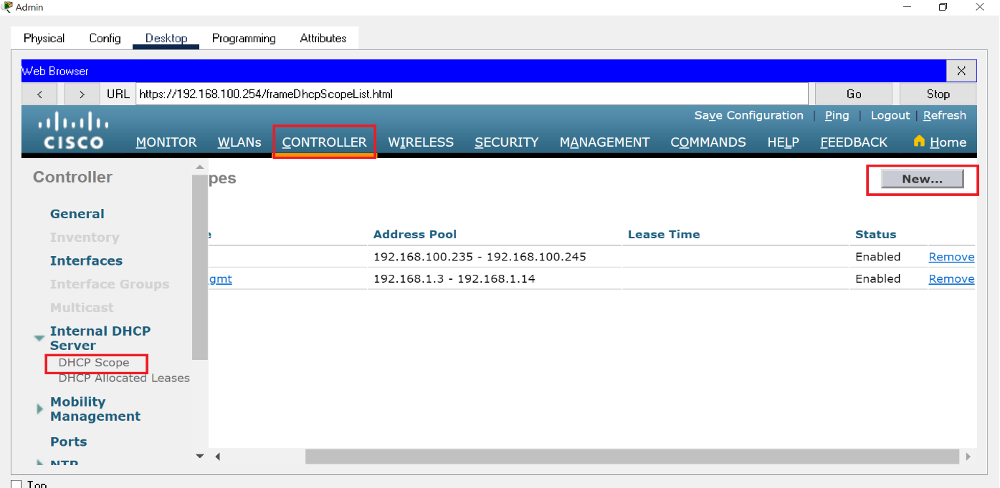 Admin
Physical Config Desktop Programming Attributes
Web Browser X
< > URL https://192.168.100.254/frameDhcpScopeList.html Go Stop
Save Configuration | Ping | Logout | Refresh
CISCO MONITOR WLANs CONTROLLER WIRELESS SECURITY MANAGEMENT COMMANDS HELP FEEDBACK Home
Controller
pes New...
General
Inventory
Interfaces
Interface Groups
Multicast
Internal DHCP
Server
DHCP Scope
DHCP Allocated Leases
Mobility
Management
Ports
NTP
e Address Pool Lease Time Status
192.168.100.235 - 192.168.100.245 Enabled Remove
gmt 192.168.1.3 - 192.168.1.14 Enabled Remove
Top